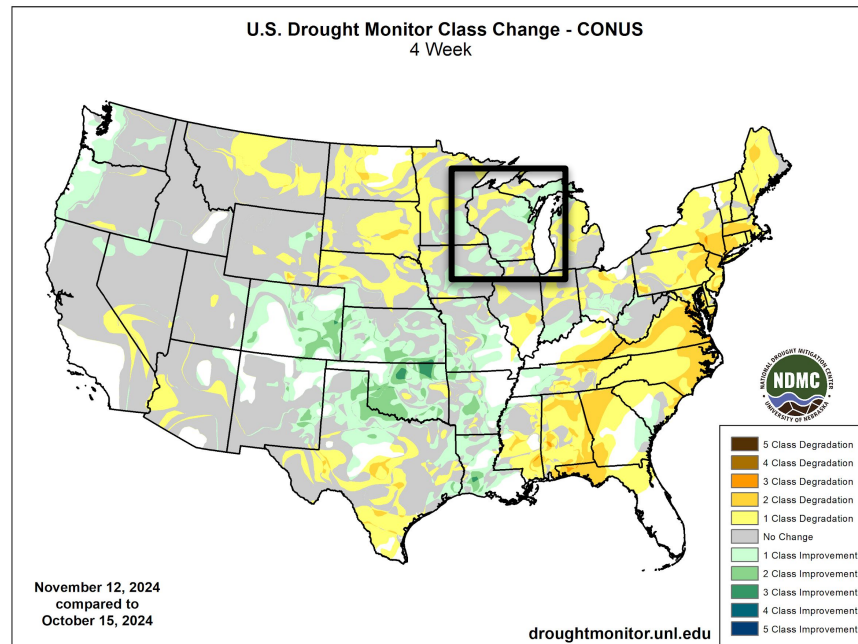 U.S. Drought Monitor Class Change - CONUS
4 Week
NATIONAL DROUGHT MITIGATION CENTER
NDMC
UNIVERSITY OF NEBRASKA
5 Class Degradation
4 Class Degradation
3 Class Degradation
2 Class Degradation
1 Class Degradation
No Change
1 Class Improvement
2 Class Improvement
3 Class Improvement
4 Class Improvement
5 Class Improvement
November 12, 2024
compared to
October 15, 2024
droughtmonitor.unl.edu